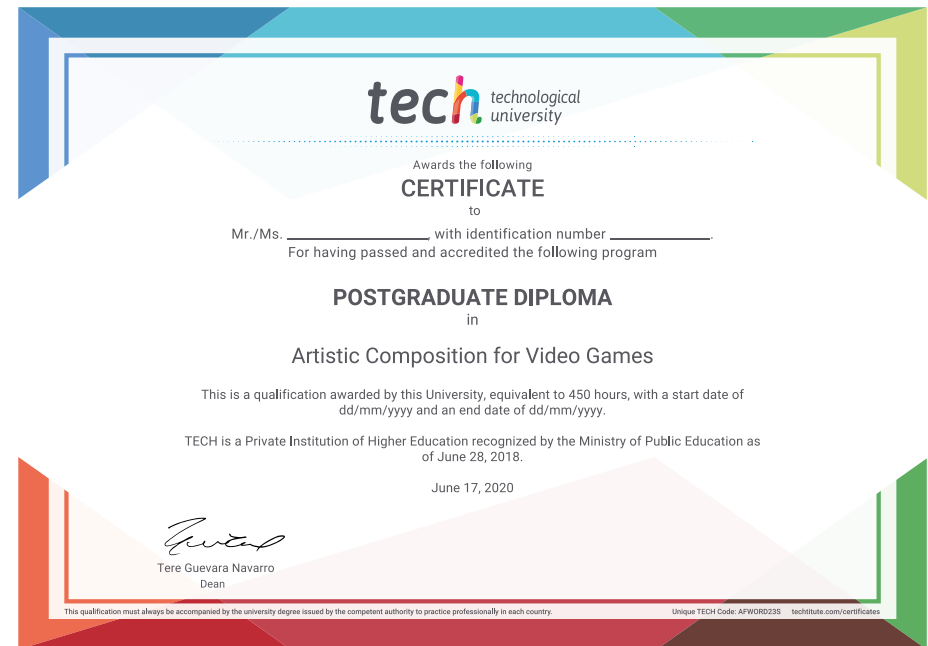 tech technological
university
Awards the following
CERTIFICATE
to
Mr./Ms. ____________________, with identification number ______________.
For having passed and accredited the following program
POSTGRADUATE DIPLOMA
in
Artistic Composition for Video Games
This is a qualification awarded by this University, equivalent to 450 hours, with a start date of
dd/mm/yyyy and an end date of dd/mm/yyyy.
TECH is a Private Institution of Higher Education recognized by the Ministry of Public Education as
of June 28, 2018.
June 17, 2020
Tere Guevara Navarro
Dean
This qualification must always be accompanied by the university degree issued by the competent authority to practice professionally in each country.
Unique TECH Code: AFWORD23S techtitute.com/certificates